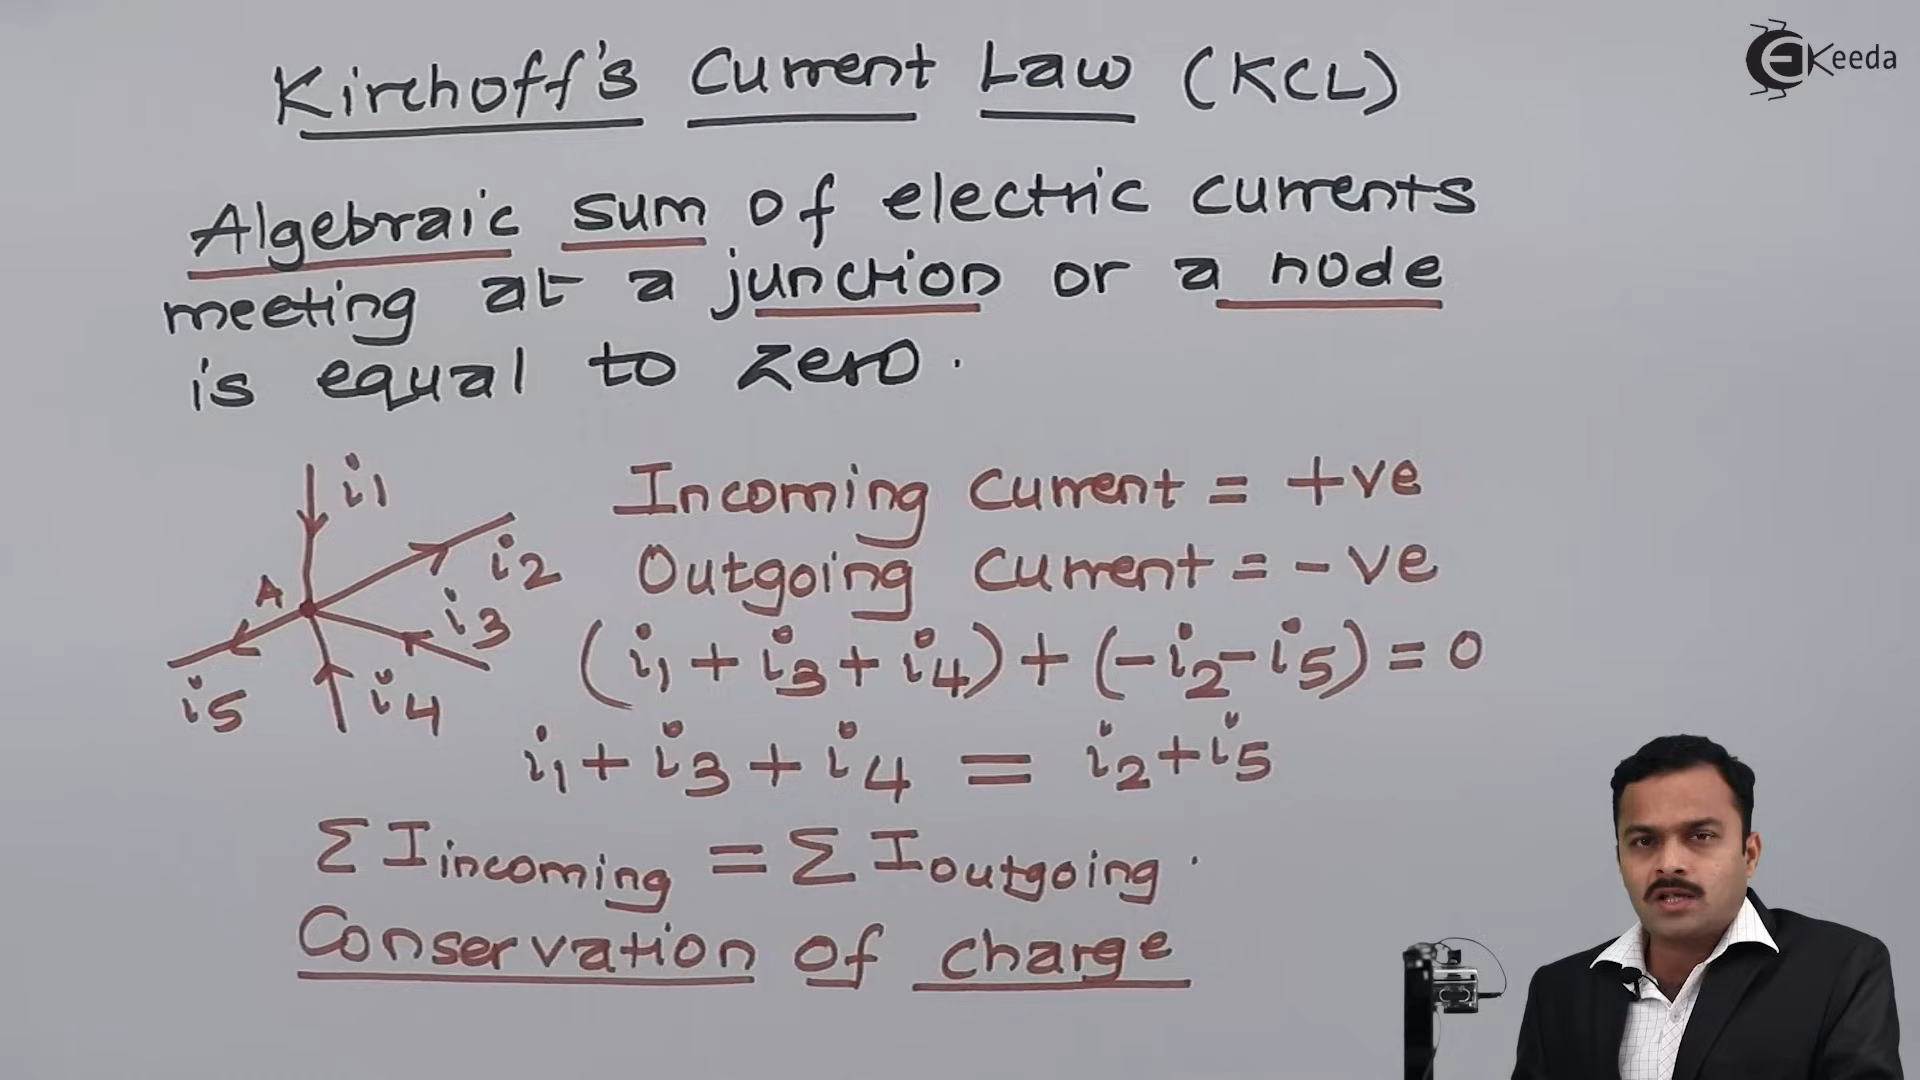 Kirchoff's Current Law (KCL)
EKeeda
Algebraic sum of electric currents
meeting at a junction or a node
is equal to zero.
i1
i2
A
i3
i5
i4
Incoming current = +ve
Outgoing current = -ve
(i1 + i3 + i4) + (-i2 - i5) = 0
i1 + i3 + i4 = i2 + i5
Σ I incoming = Σ I outgoing.
Conservation of charge